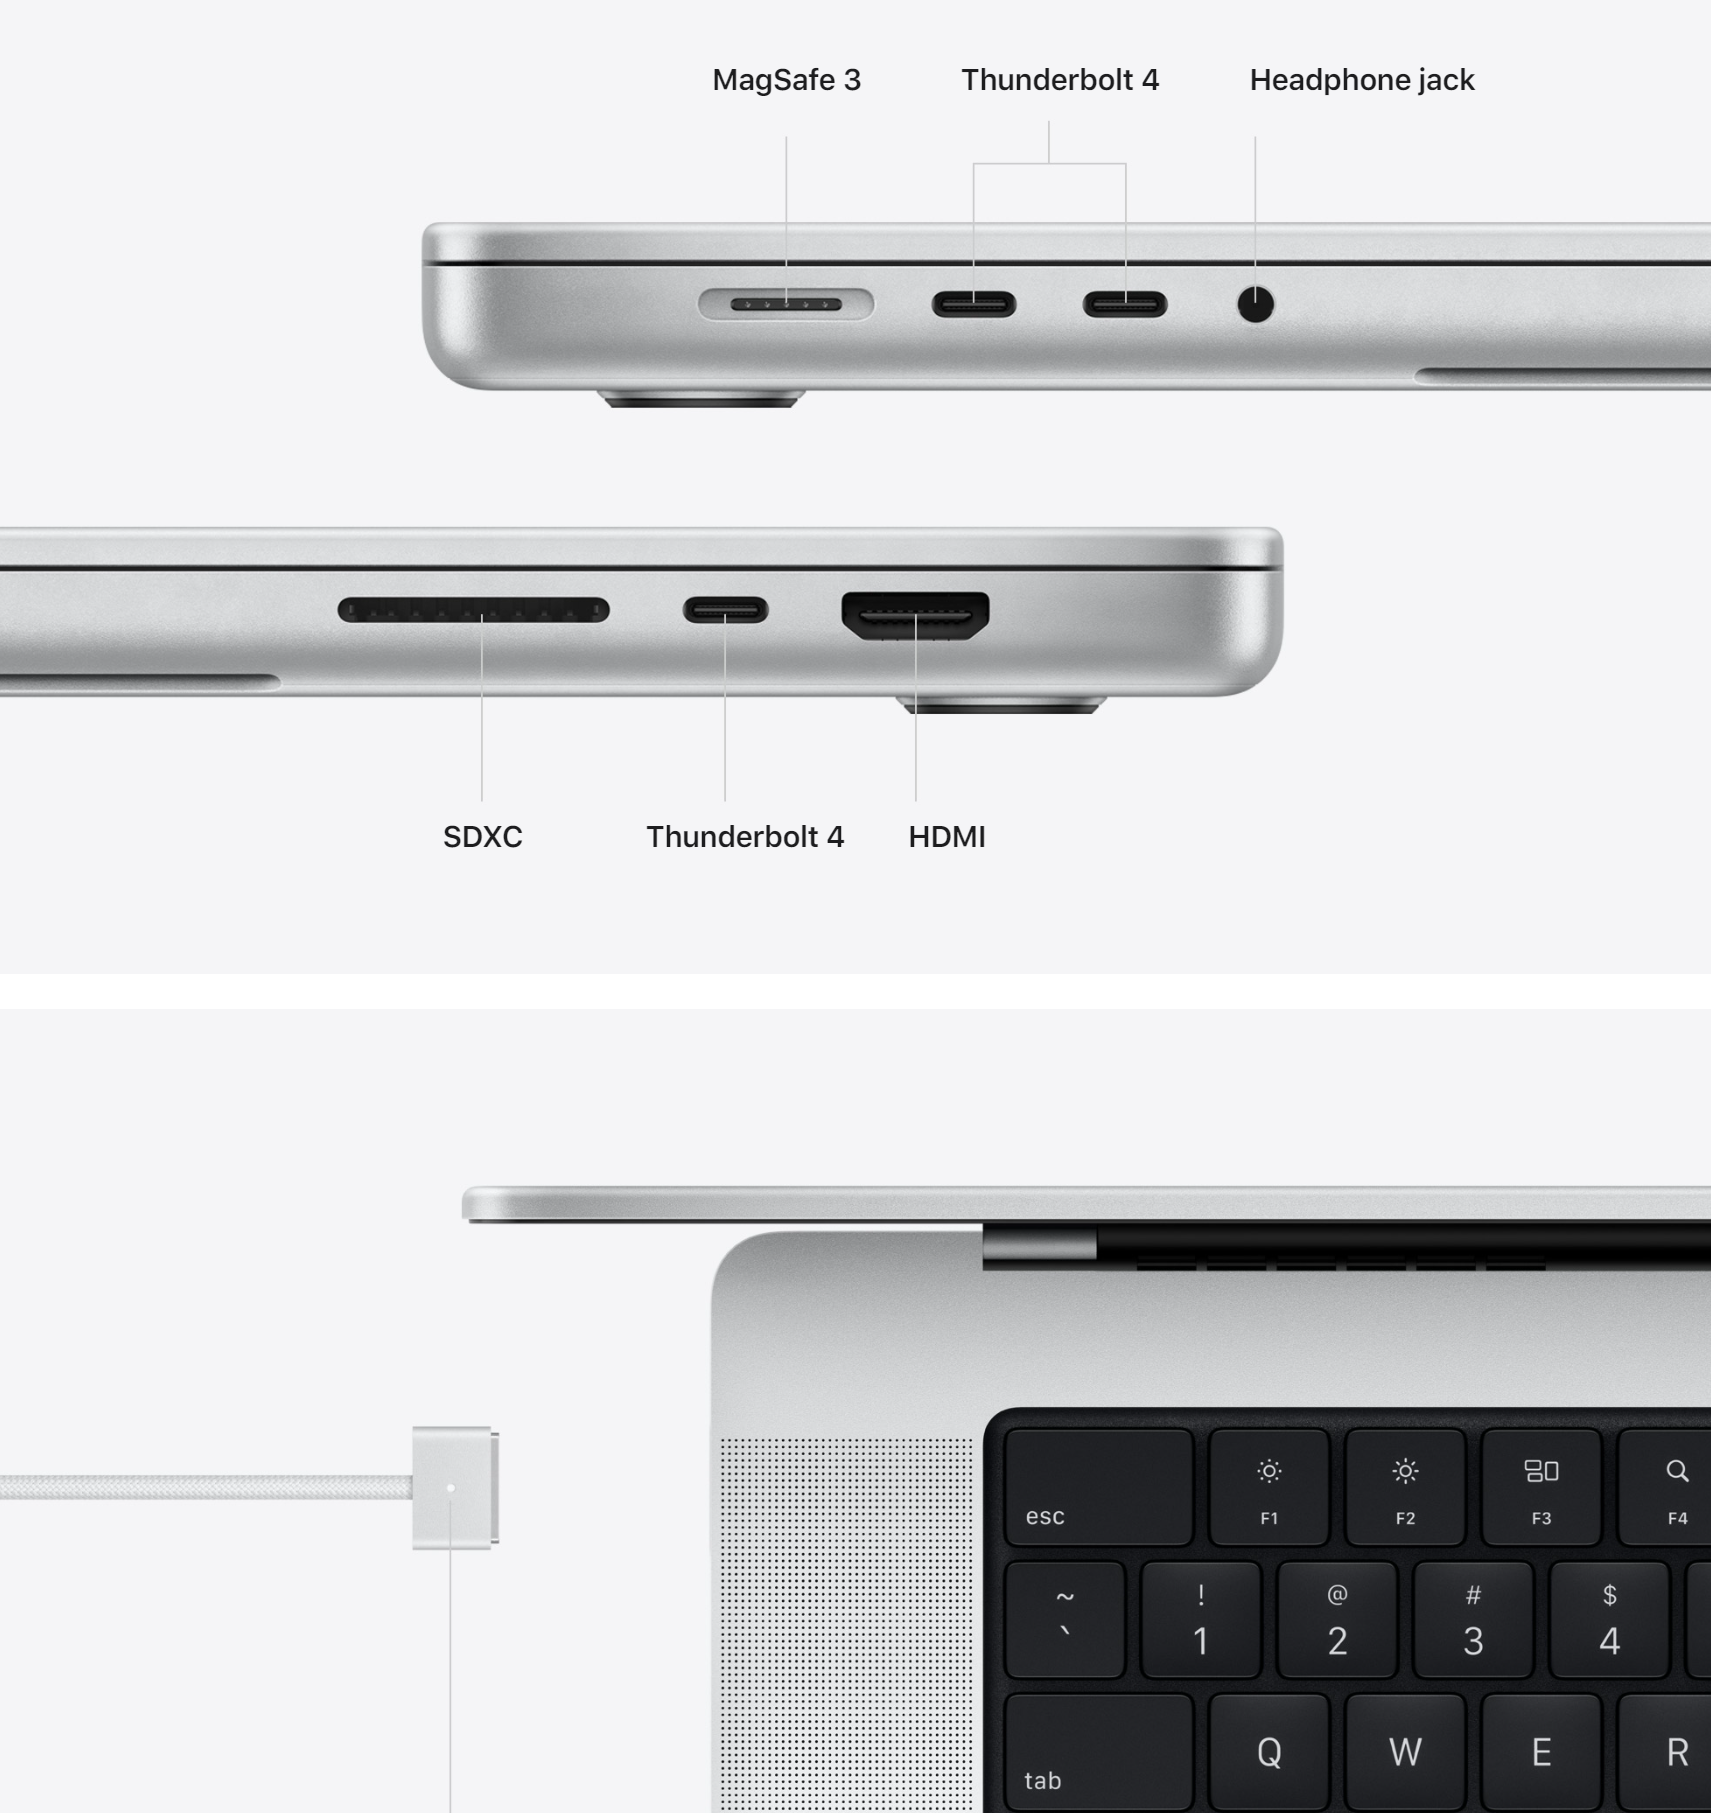 MagSafe 3 Thunderbolt 4 Headphone jack
SDXC Thunderbolt 4 HDMI
esc F1 F2 F3 F4
~ ! @ # $
` 1 2 3 4
tab Q W E R